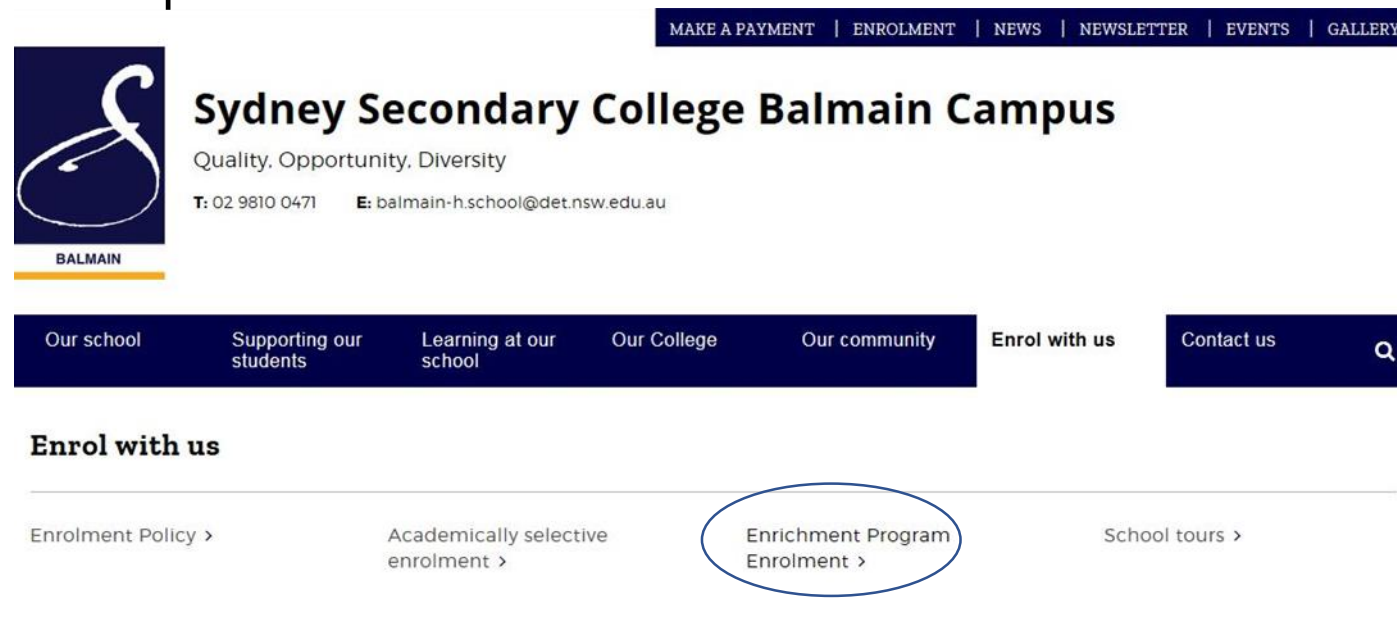 MAKE A PAYMENT | ENROLMENT | NEWS | NEWSLETTER | EVENTS | GALLERY
Sydney Secondary College Balmain Campus
Quality, Opportunity, Diversity
T: 02 9810 0471 E: balmain-h.school@det.nsw.edu.au
BALMAIN
Our school Supporting our Learning at our Our College Our community Enrol with us Contact us
students school
Enrol with us
Enrolment Policy > Academically selective Enrichment Program School tours >
enrolment > Enrolment >